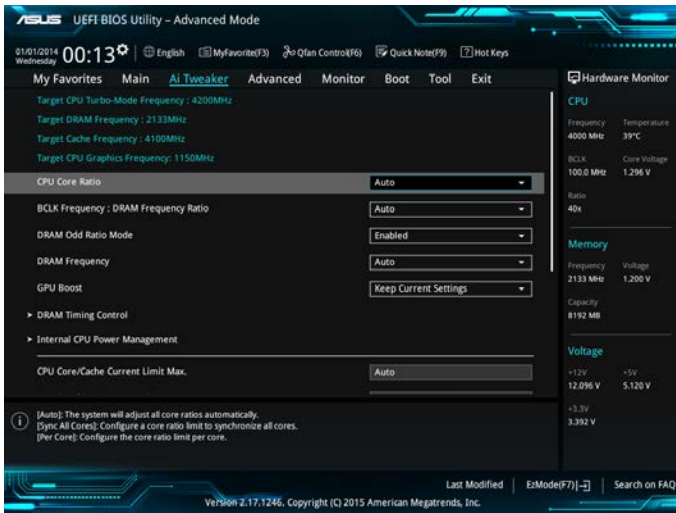 ASUS UEFI BIOS Utility – Advanced Mode
01/01/2014 Wednesday 00:13 English MyFavorite(F3) Qfan Control(F6) Quick Note(F9) ? Hot Keys
My Favorites Main Ai Tweaker Advanced Monitor Boot Tool Exit
Target CPU Turbo-Mode Frequency : 4200MHz
Target DRAM Frequency : 2133MHz
Target Cache Frequency : 4100MHz
Target CPU Graphics Frequency: 1150MHz
CPU Core Ratio Auto
BCLK Frequency : DRAM Frequency Ratio Auto
DRAM Odd Ratio Mode Enabled
DRAM Frequency Auto
GPU Boost Keep Current Settings
> DRAM Timing Control
> Internal CPU Power Management
CPU Core/Cache Current Limit Max. Auto
[Auto]: The system will adjust all core ratios automatically.
[Sync All Cores]: Configure a core ratio limit to synchronize all cores.
[Per Core]: Configure the core ratio limit per core.
Hardware Monitor
CPU
Frequency Temperature
4000 MHz 39°C
BCLK Core Voltage
100.0 MHz 1.296 V
Ratio
40x
Memory
Frequency Voltage
2133 MHz 1.200 V
Capacity
8192 MB
Voltage
+12V +5V
12.096 V 5.120 V
+3.3V
3.392 V
Last Modified EzMode(F7) Search on FAQ
Version 2.17.1246. Copyright (C) 2015 American Megatrends, Inc.